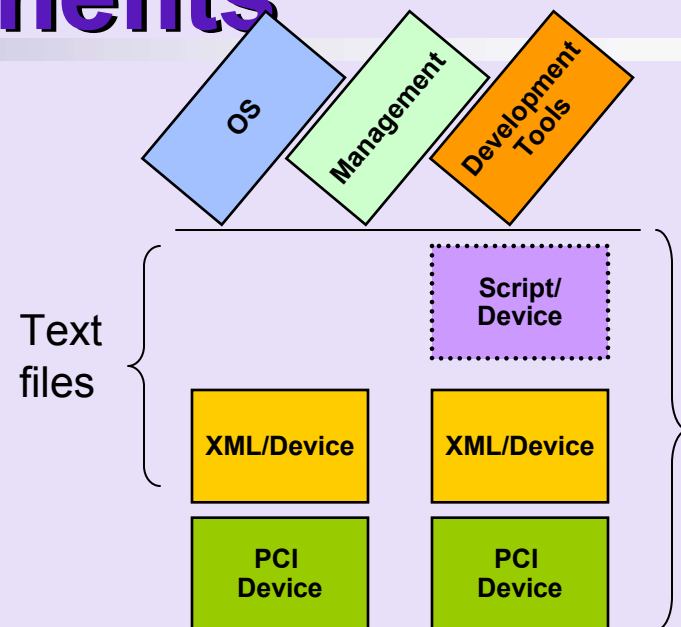 OS
Management
Development
Tools
Script/
Device
Text
files
XML/Device
XML/Device
PCI
Device
PCI
Device